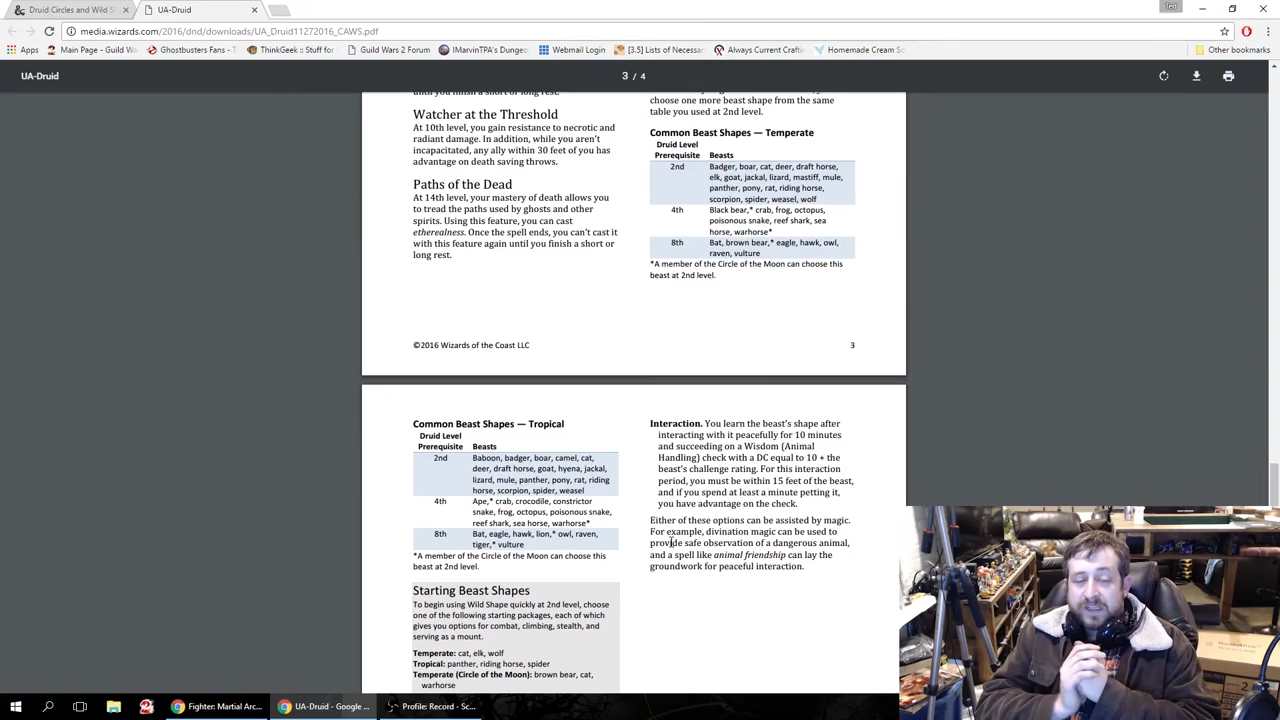 Druid Circles and Wild S
UA-Druid
Ted
media.wizards.com/2016/dnd/downloads/UA_Druid11272016_CAWS.pdf
Apps
Main Page - Guild Wa
Ghostbusters Fans - T
ThinkGeek :: Stuff for
Guild Wars 2 Forum
IMarvinTPA's Dungeo
Webmail Login
[3.5] Lists of Necessar
Always Current Crafti
Homemade Cream So
Other bookmarks
UA-Druid
3 / 4
until you finish a short or long rest.
Watcher at the Threshold
At 10th level, you gain resistance to necrotic and
radiant damage. In addition, while you aren't
incapacitated, any ally within 30 feet of you has
advantage on death saving throws.
Paths of the Dead
At 14th level, your mastery of death allows you
to tread the paths used by ghosts and other
spirits. Using this feature, you can cast
etherealness. Once the spell ends, you can't cast it
with this feature again until you finish a short or
long rest.
choose one more beast shape from the same
table you used at 2nd level.
Common Beast Shapes — Temperate
Druid Level
Prerequisite Beasts
2nd Badger, boar, cat, deer, draft horse,
elk, goat, jackal, lizard, mastiff, mule,
panther, pony, rat, riding horse,
scorpion, spider, weasel, wolf
4th Black bear,* crab, frog, octopus,
poisonous snake, reef shark, sea
horse, warhorse*
8th Bat, brown bear,* eagle, hawk, owl,
raven, vulture
*A member of the Circle of the Moon can choose this
beast at 2nd level.
©2016 Wizards of the Coast LLC
3
Common Beast Shapes — Tropical
Druid Level
Prerequisite Beasts
2nd Baboon, badger, boar, camel, cat,
deer, draft horse, goat, hyena, jackal,
lizard, mule, panther, pony, rat, riding
horse, scorpion, spider, weasel
4th Ape,* crab, crocodile, constrictor
snake, frog, octopus, poisonous snake,
reef shark, sea horse, warhorse*
8th Bat, eagle, hawk, lion,* owl, raven,
tiger,* vulture
*A member of the Circle of the Moon can choose this
beast at 2nd level.
Starting Beast Shapes
To begin using Wild Shape quickly at 2nd level, choose
one of the following starting packages, each of which
gives you options for combat, climbing, stealth, and
serving as a mount.
Temperate: cat, elk, wolf
Tropical: panther, riding horse, spider
Temperate (Circle of the Moon): brown bear, cat,
warhorse
Interaction. You learn the beast's shape after
interacting with it peacefully for 10 minutes
and succeeding on a Wisdom (Animal
Handling) check with a DC equal to 10 + the
beast's challenge rating. For this interaction
period, you must be within 15 feet of the beast,
and if you spend at least a minute petting it,
you have advantage on the check.
Either of these options can be assisted by magic.
For example, divination magic can be used to
provide safe observation of a dangerous animal,
and a spell like animal friendship can lay the
groundwork for peaceful interaction.
Fighter: Martial Arc...
UA-Druid - Google ...
Profile: Record - Sc...